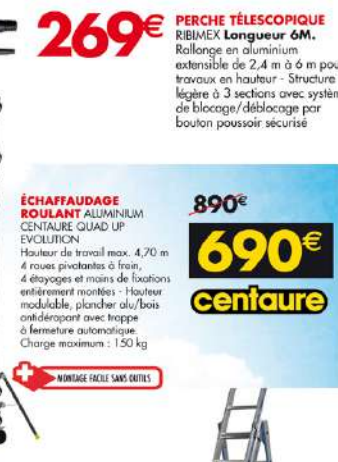 269€
PERCHE TÉLESCOPIQUE
RIBIMEX Longueur 6M.
Rallonge en aluminium
extensible de 2,4 m à 6 m pou
travaux en hauteur - Structure
légère à 3 sections avec systèm
de blocage/déblocage par
bouton poussoir sécurisé
ÉCHAFFAUDAGE
ROULANT ALUMINIUM
CENTAURE QUAD UP
EVOLUTION
Hauteur de travail max. 4,70 m
4 roues pivotantes à frein,
4 étayages et mains de fixations
entièrement montées - Hauteur
modulable, plancher alu/bois
antidérapant avec trappe
à fermeture automatique.
Charge maximum : 150 kg
MONTAGE FACILE SANS OUTILS
890€
690€
centaure